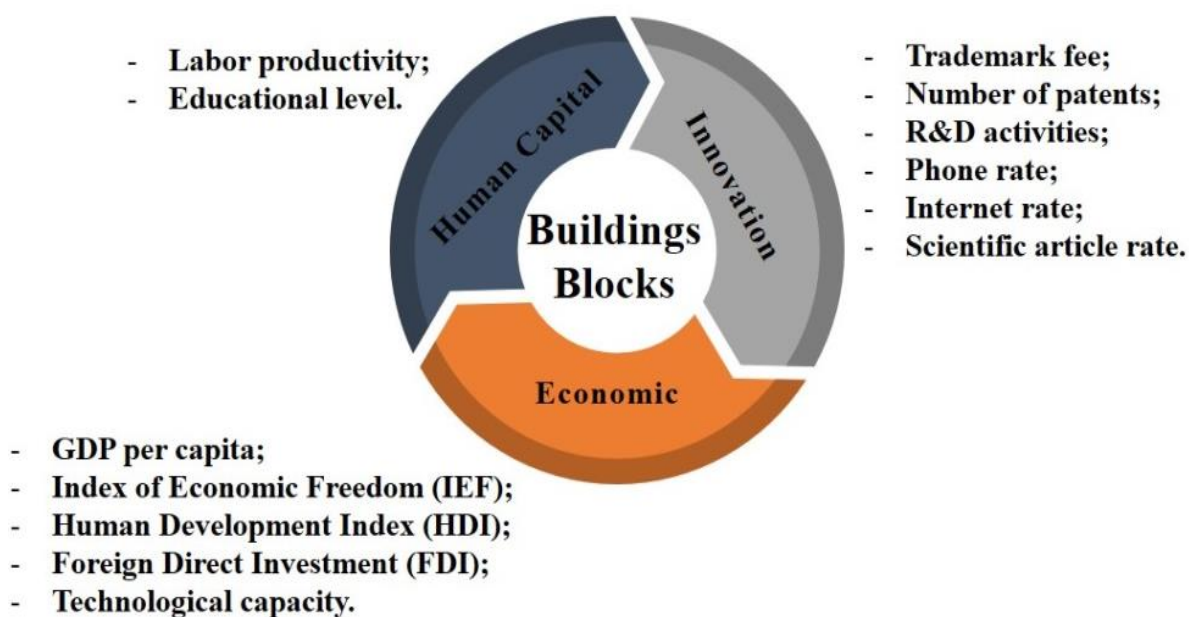 - Labor productivity;
- Educational level.
Human Capital
Innovation
- Trademark fee;
- Number of patents;
- R&D activities;
- Phone rate;
- Internet rate;
- Scientific article rate.
Buildings
Blocks
Economic
- GDP per capita;
- Index of Economic Freedom (IEF);
- Human Development Index (HDI);
- Foreign Direct Investment (FDI);
- Technological capacity.